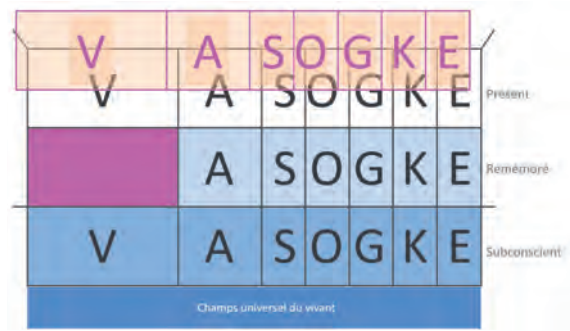 V A S O G K E
V A S O G K E Présent
A S O G K E Remémoré
V A S O G K E Subconscient
Champs universel du vivant